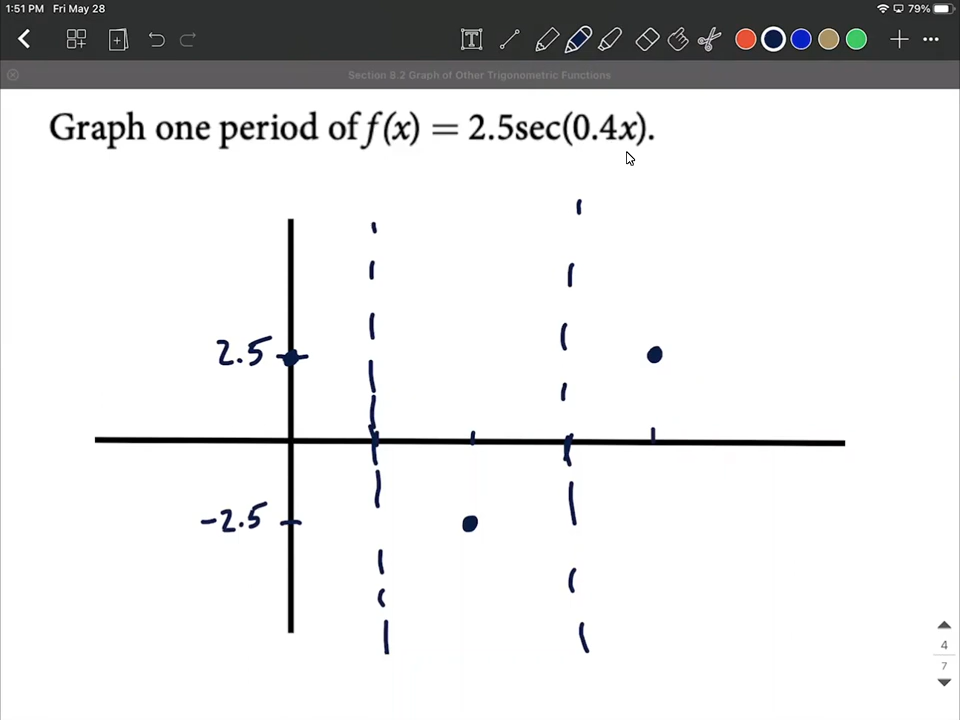 1:51 PM Fri May 28
79%
Section 8.2 Graph of Other Trigonometric Functions
Graph one period of f(x) = 2.5sec(0.4x).
2.5
-2.5
4
7